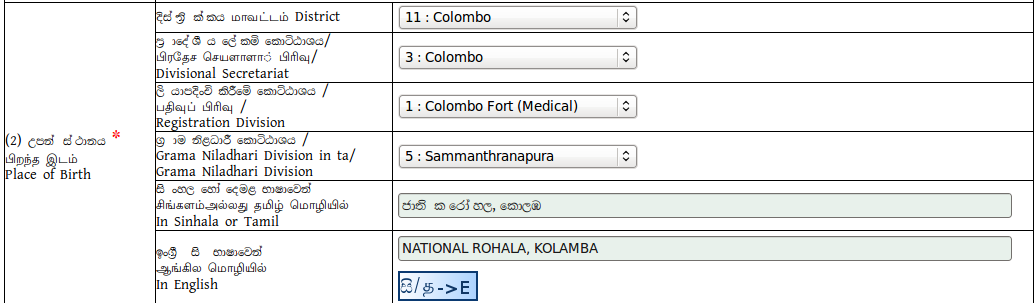 දිස්ත්‍රික්කය மாவட்டம் District
11 : Colombo
ප්‍රාදේශීය ලේකම් කොට්ඨාශය/
பிரதேச செயளாளர் பிரிவு/
Divisional Secretariat
3 : Colombo
ලියාපදිංචි කිරීමේ කොට්ඨාශය /
பதிவுப் பிரிவு /
Registration Division
1 : Colombo Fort (Medical)
(2) උපන් ස්ථානය *
பிறந்த இடம்
Place of Birth
ග්‍රාම නිළධාරී කොට්ඨාශය /
Grama Niladhari Division in ta/
Grama Niladhari Division
5 : Sammanthranapura
සිංහල හෝ දෙමළ භාෂාවෙන්
சிங்களம்அல்லது தமிழ் மொழியில்
In Sinhala or Tamil
ජාතික රෝහල, කොලඹ
ඉංග්‍රීසි භාෂාවෙන්
ஆங்கில மொழியில்
In English
NATIONAL ROHALA, KOLAMBA
සි/த->E